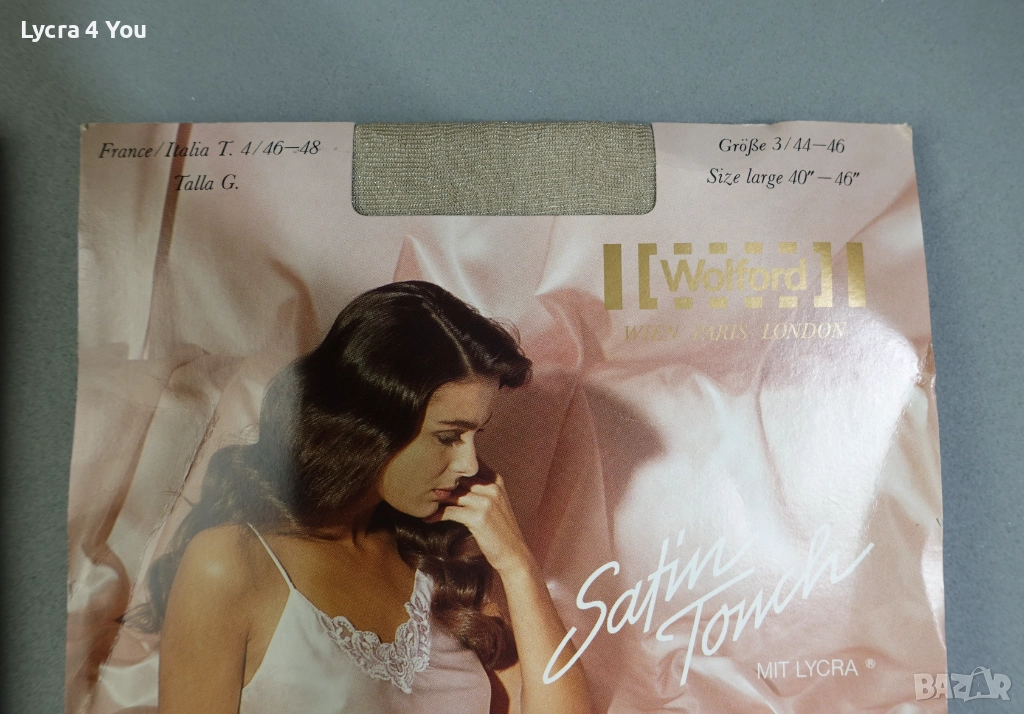 Lycra 4 You
France/Italia T. 4/46–48
Talla G.
Größe 3/44–46
Size large 40″–46″
[Wolford]
WIEN PARIS LONDON
Satin
Touch
MIT LYCRA ®
BAZAR